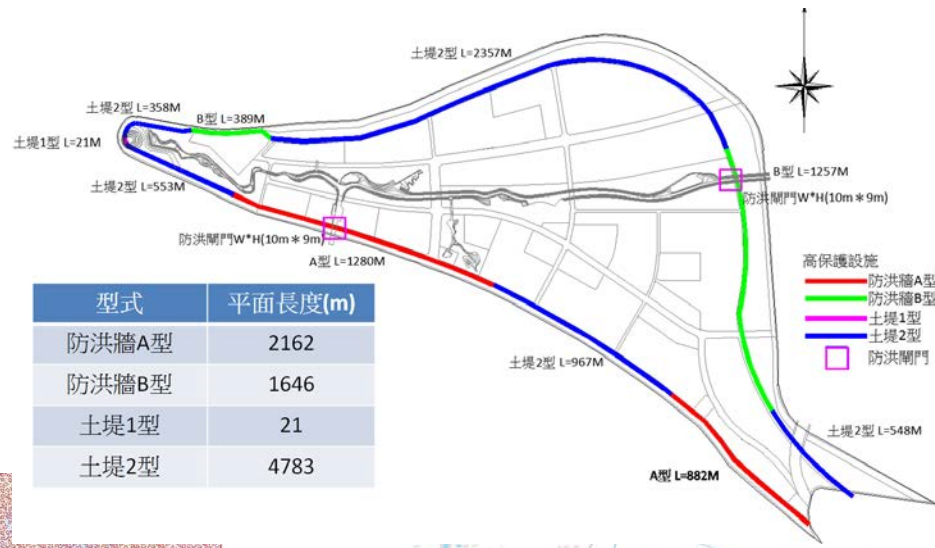 土堤2型 L=2357M
土堤2型 L=358M
B型 L=389M
土堤1型 L=21M
土堤2型 L=553M
B型 L=1257M
防洪閘門W*H(10m*9m)
防洪閘門W*H(10m*9m)
A型 L=1280M
高保護設施
防洪牆A型
防洪牆B型
土堤1型
土堤2型
防洪閘門
型式 平面長度(m)
防洪牆A型 2162
防洪牆B型 1646
土堤1型 21
土堤2型 4783
土堤2型 L=967M
土堤2型 L=548M
A型 L=882M